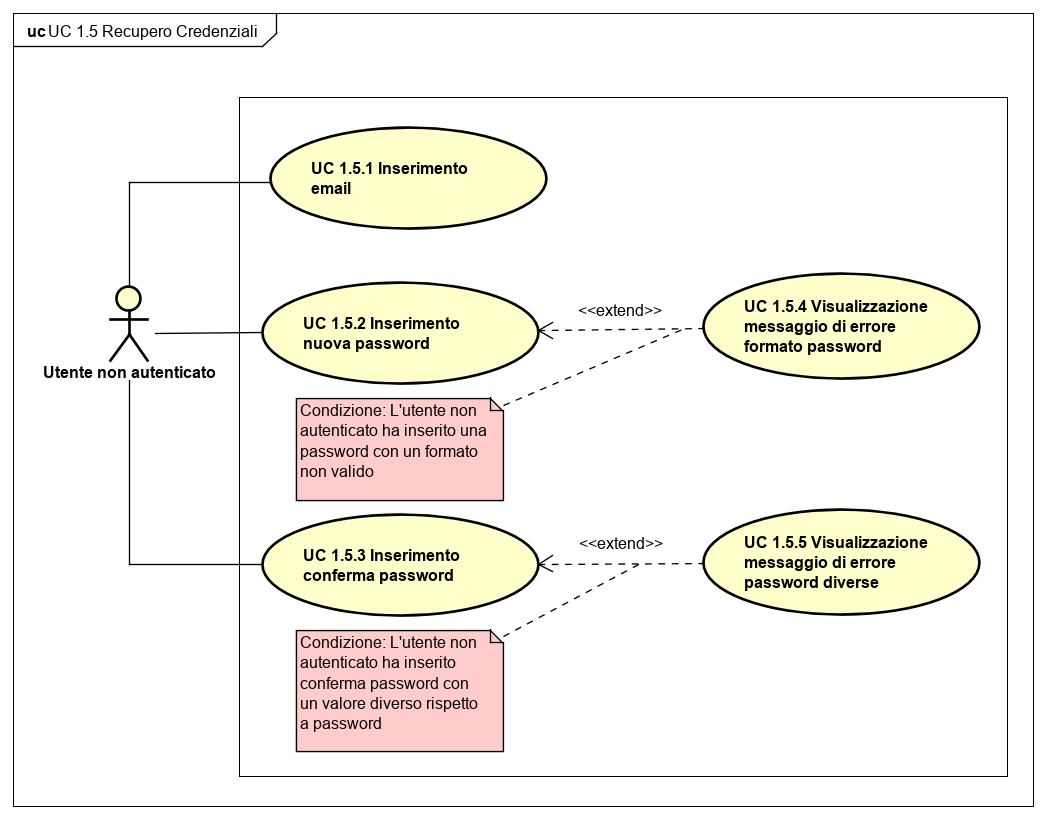 uc UC 1.5 Recupero Credenziali
UC 1.5.1 Inserimento
email
UC 1.5.2 Inserimento
nuova password
<<extend>>
UC 1.5.4 Visualizzazione
messaggio di errore
formato password
Utente non autenticato
Condizione: L'utente non
autenticato ha inserito una
password con un formato
non valido
UC 1.5.3 Inserimento
conferma password
<<extend>>
UC 1.5.5 Visualizzazione
messaggio di errore
password diverse
Condizione: L'utente non
autenticato ha inserito
conferma password con
un valore diverso rispetto
a password